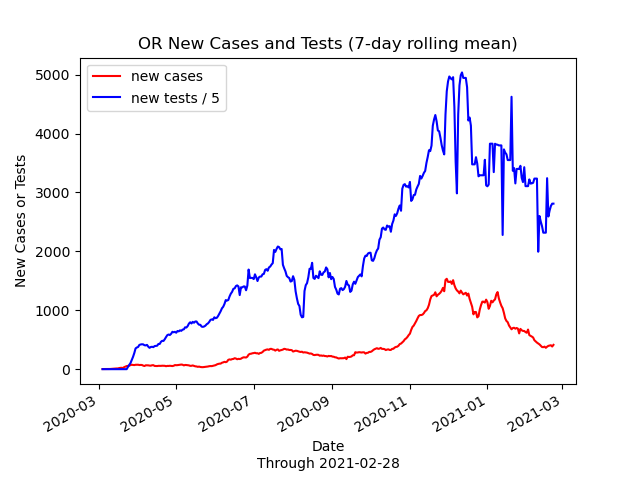 OR New Cases and Tests (7-day rolling mean)
new cases
new tests / 5
New Cases or Tests
5000
4000
3000
2000
1000
0
2020-03
2020-05
2020-07
2020-09
2020-11
2021-01
2021-03
Date
Through 2021-02-28